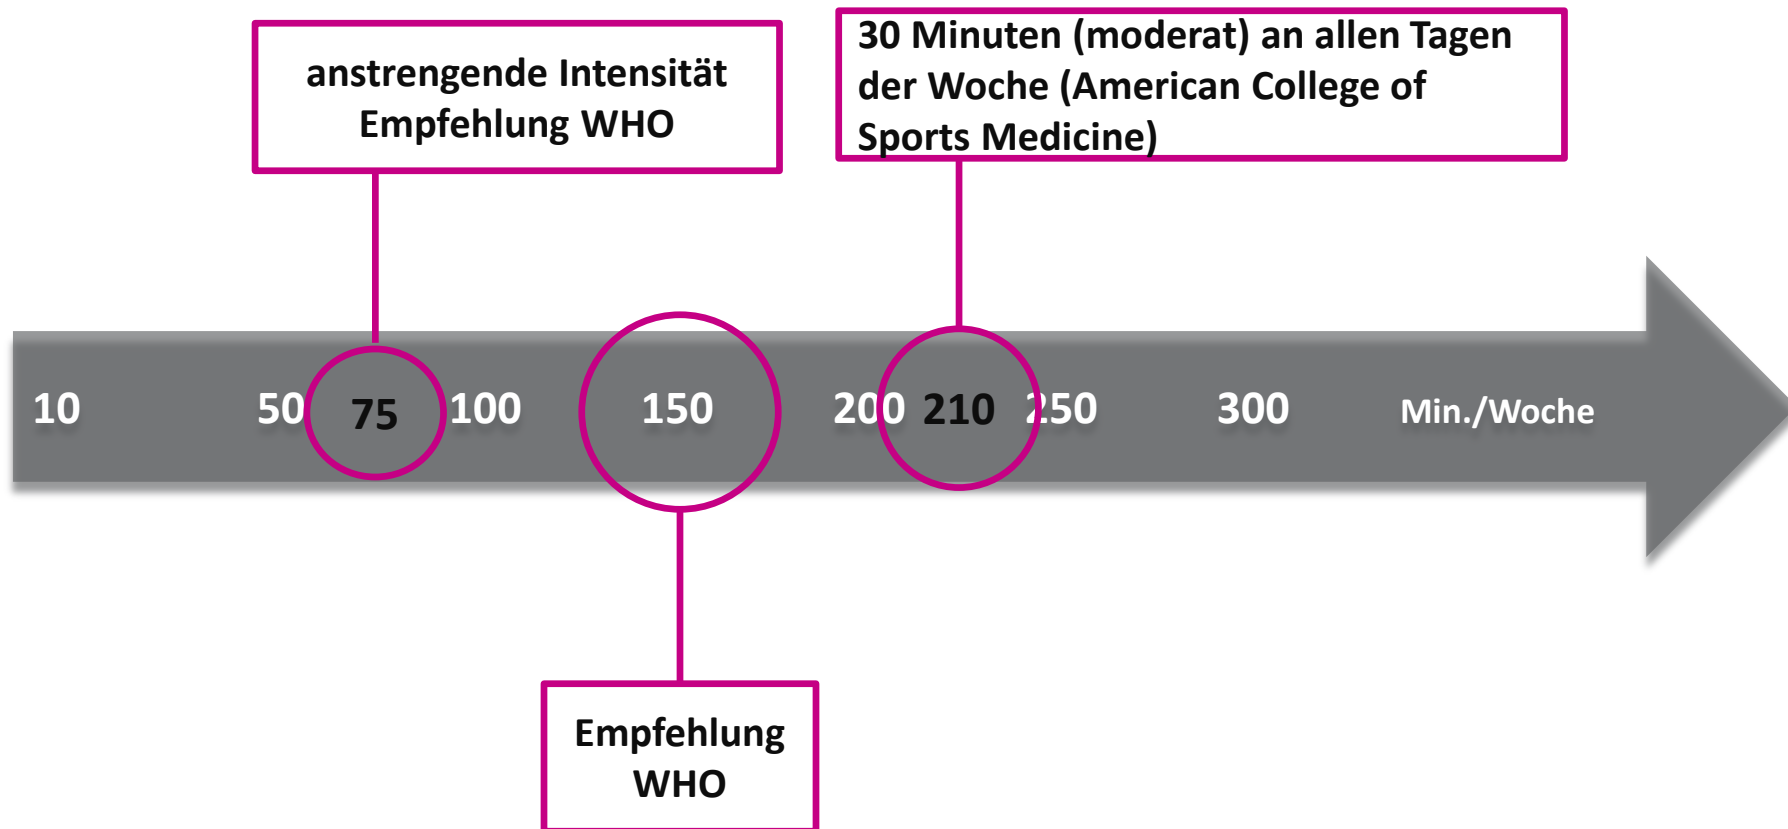 anstrengende Intensität
Empfehlung WHO
30 Minuten (moderat) an allen Tagen
der Woche (American College of
Sports Medicine)
10 50 75 100 150 200 210 250 300 Min./Woche
Empfehlung
WHO